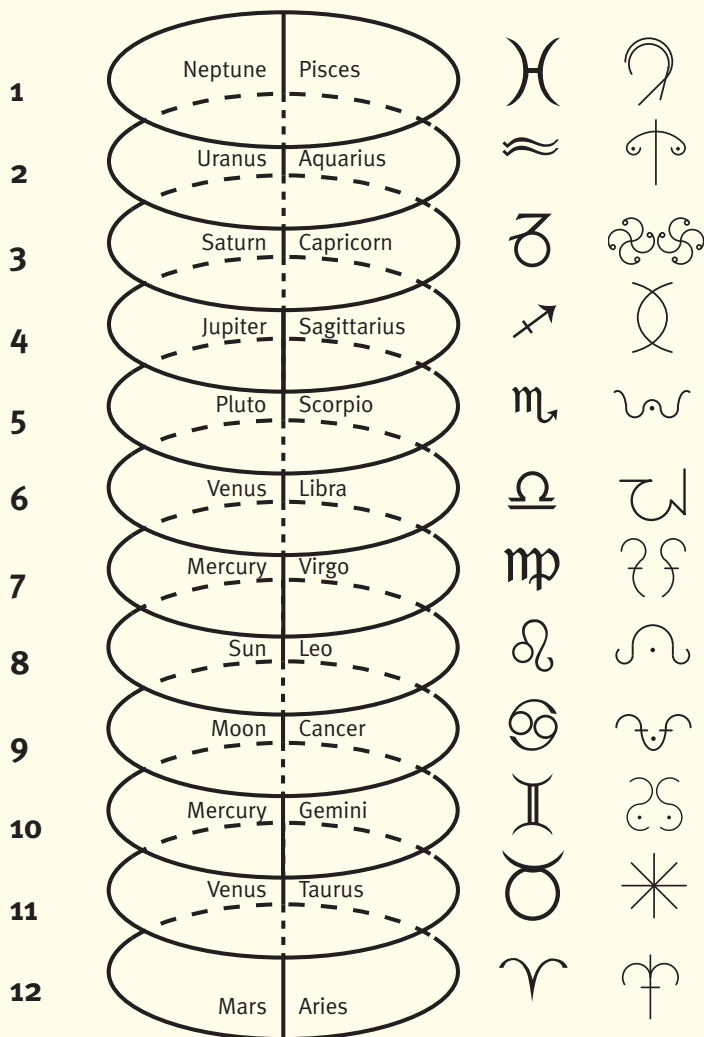 Neptune Pisces
1
Uranus Aquarius
2
Saturn Capricorn
3
Jupiter Sagittarius
4
Pluto Scorpio
5
Venus Libra
6
Mercury Virgo
7
Sun Leo
8
Moon Cancer
9
Mercury Gemini
10
Venus Taurus
11
12
Mars Aries